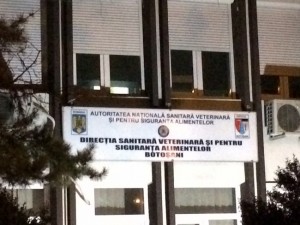 AUTORITATEA NAȚIONALĂ SANITARĂ VETERINARĂ
ȘI PENTRU SIGURANȚA ALIMENTELOR
DIRECȚIA SANITARĂ VETERINARĂ ȘI PENTRU
SIGURANȚA ALIMENTELOR
BOTOȘANI